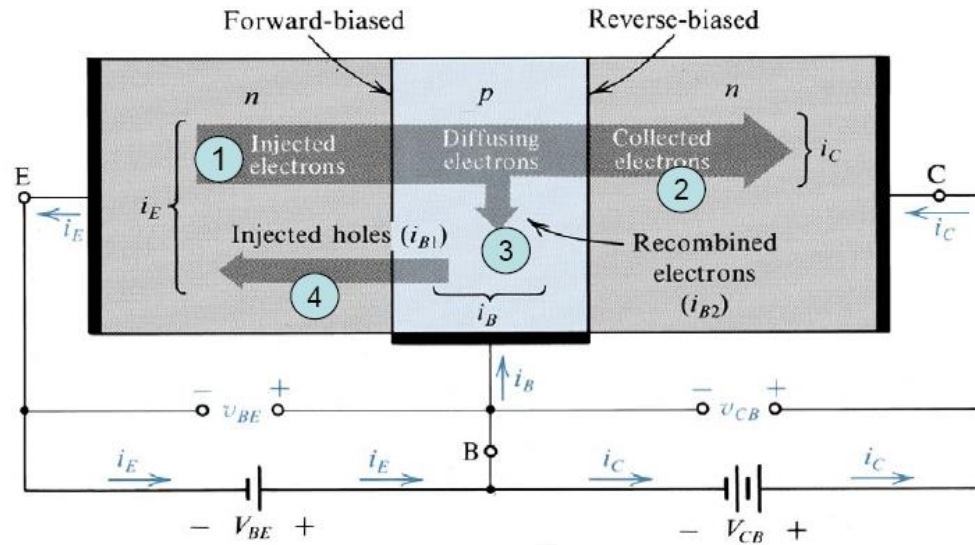 Forward-biased
Reverse-biased
n
p
n
1
Injected
electrons
Diffusing
electrons
Collected
electrons
2
i_C
E
C
i_E
i_E
i_C
Injected holes (i_B1)
3
Recombined
electrons
(i_B2)
4
i_B
i_B
− v_BE +
− v_CB +
B
i_E
i_E
i_C
i_C
− V_BE +
− V_CB +